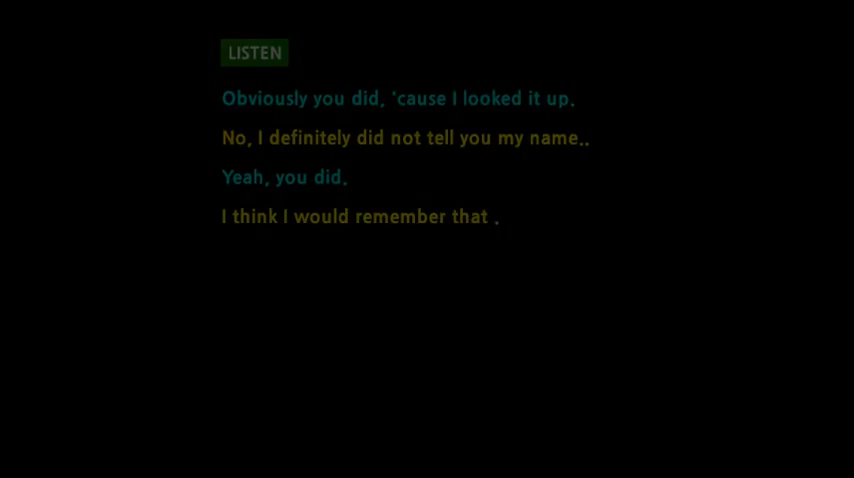 LISTEN
Obviously you did, 'cause I looked it up.
No, I definitely did not tell you my name..
Yeah, you did.
I think I would remember that .